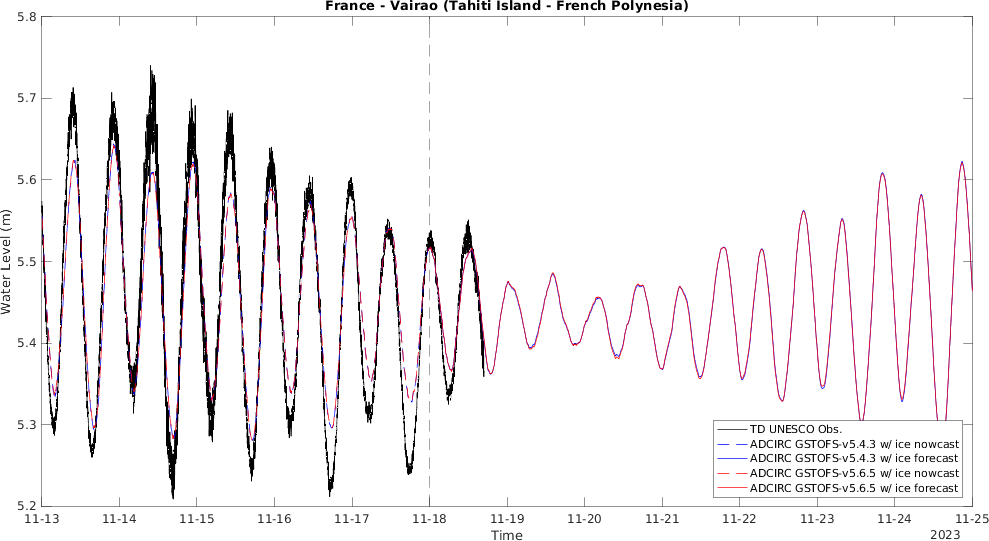 France - Vairao (Tahiti Island - French Polynesia)
5.8
5.7
5.6
5.5
5.4
5.3
5.2
Water Level (m)
TD UNESCO Obs.
ADCIRC GSTOFS-v5.4.3 w/ ice nowcast
ADCIRC GSTOFS-v5.4.3 w/ ice forecast
ADCIRC GSTOFS-v5.6.5 w/ ice nowcast
ADCIRC GSTOFS-v5.6.5 w/ ice forecast
11-13 11-14 11-15 11-16 11-17 11-18 11-19 11-20 11-21 11-22 11-23 11-24 11-25
Time
2023